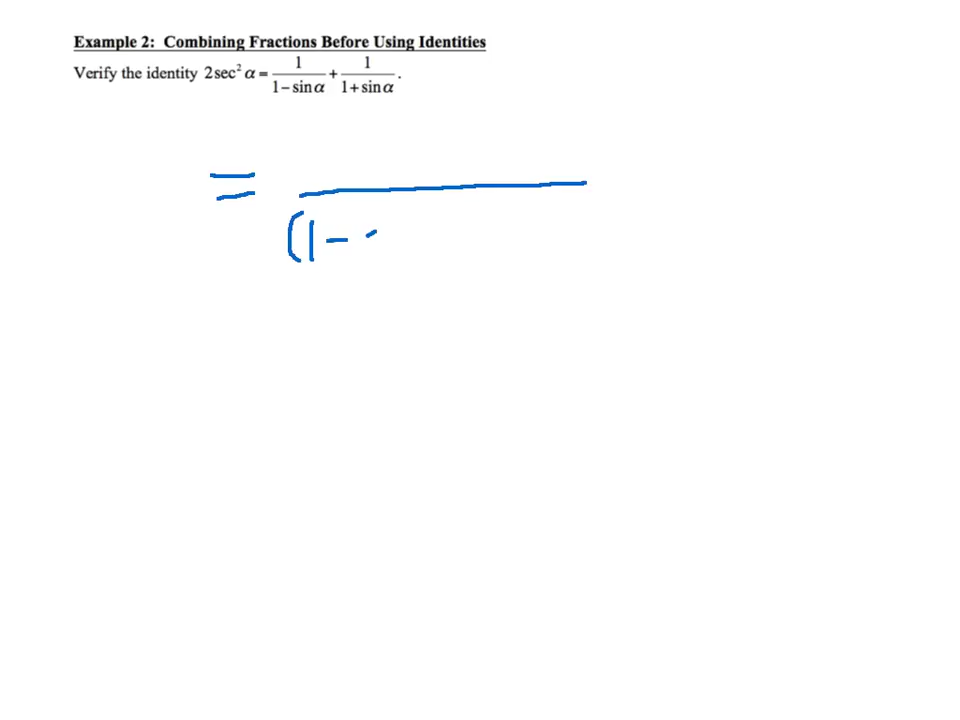 Example 2: Combining Fractions Before Using Identities
Verify the identity 2sec² α = 1/(1 − sin α) + 1/(1 + sin α).
=
(1 −